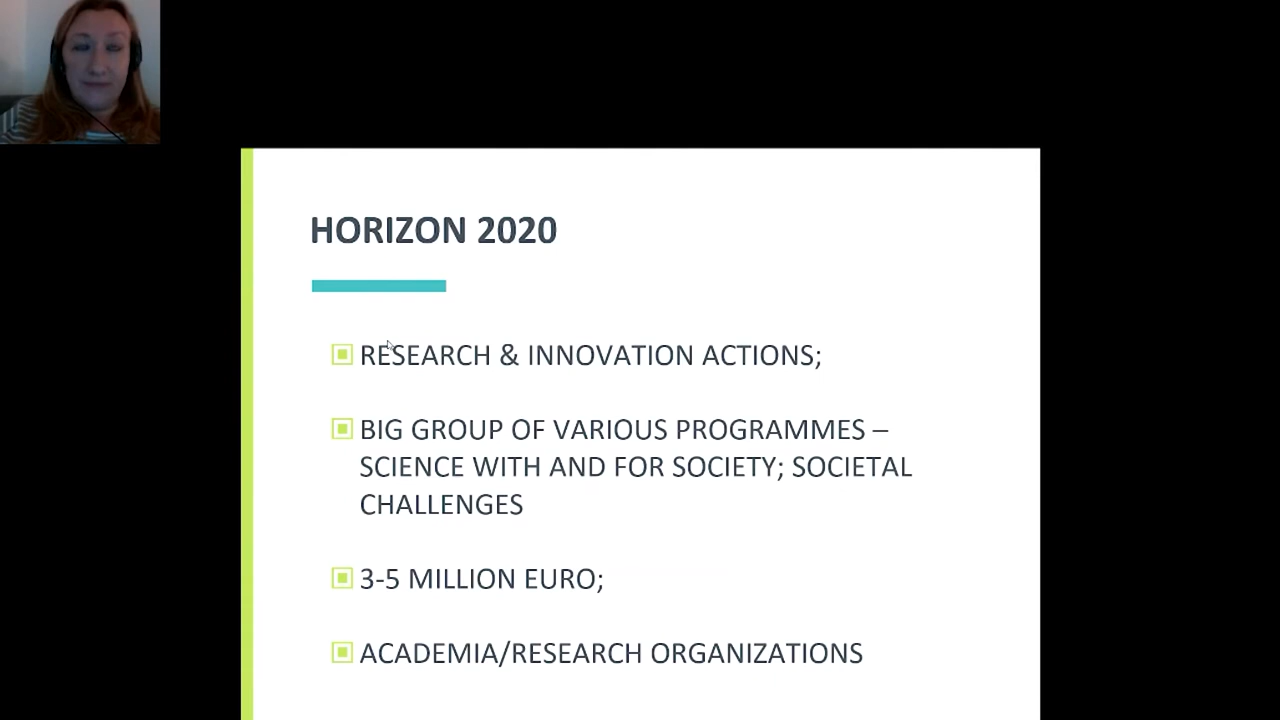 HORIZON 2020
RESEARCH & INNOVATION ACTIONS;
BIG GROUP OF VARIOUS PROGRAMMES –
SCIENCE WITH AND FOR SOCIETY; SOCIETAL
CHALLENGES
3-5 MILLION EURO;
ACADEMIA/RESEARCH ORGANIZATIONS